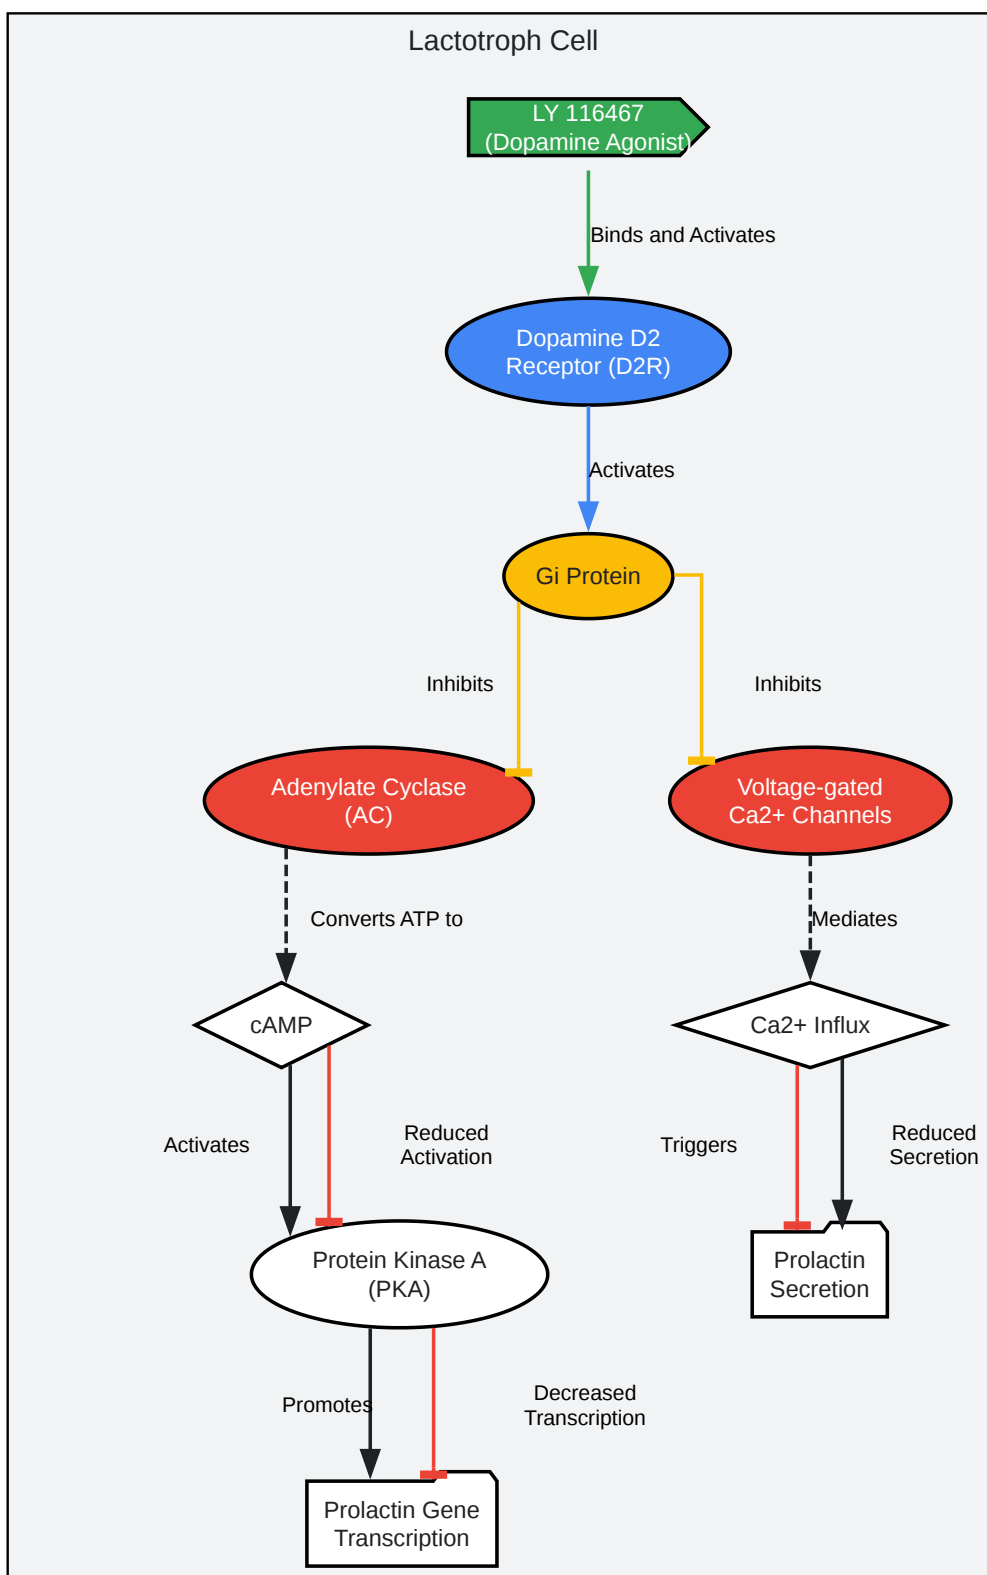 Lactotroph Cell
LY 116467
(Dopamine Agonist)
Binds and Activates
Dopamine D2
Receptor (D2R)
Activates
Gi Protein
Inhibits
Inhibits
Adenylate Cyclase
(AC)
Voltage-gated
Ca2+ Channels
Converts ATP to
Mediates
cAMP
Ca2+ Influx
Activates
Reduced
Activation
Triggers
Reduced
Secretion
Protein Kinase A
(PKA)
Prolactin
Secretion
Promotes
Decreased
Transcription
Prolactin Gene
Transcription